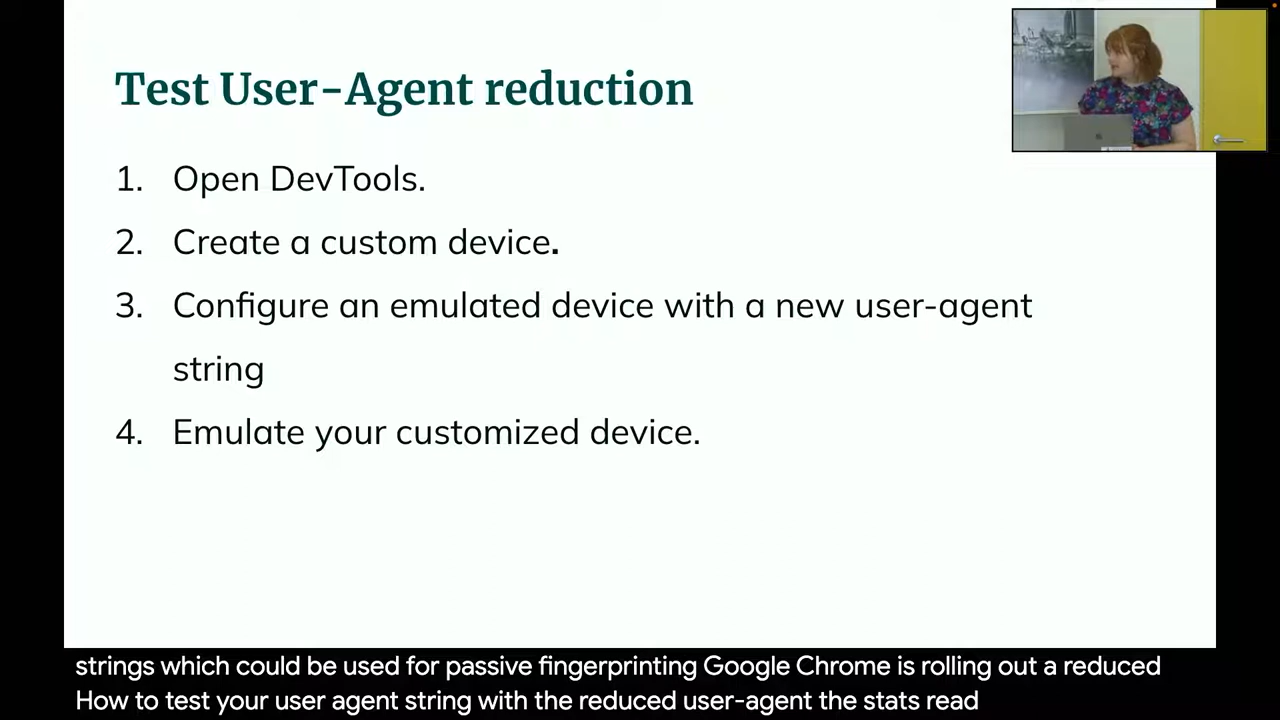 Test User-Agent reduction
1. Open DevTools.
2. Create a custom device.
3. Configure an emulated device with a new user-agent
string
4. Emulate your customized device.
strings which could be used for passive fingerprinting Google Chrome is rolling out a reduced
How to test your user agent string with the reduced user-agent the stats read